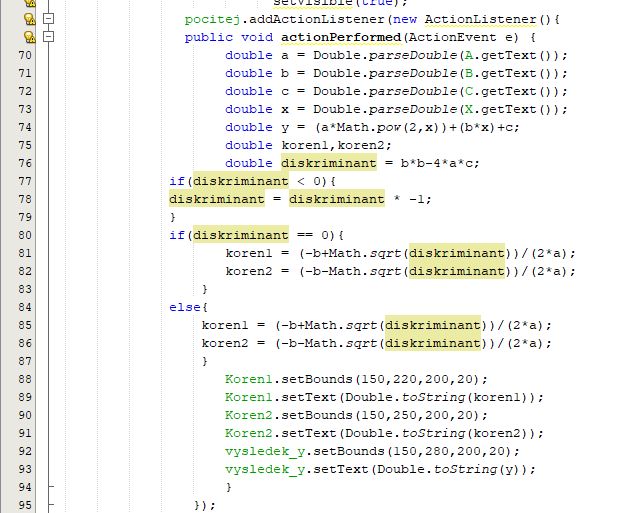 setVisible(true);
pocitej.addActionListener(new ActionListener(){
public void actionPerformed(ActionEvent e) {
70 double a = Double.parseDouble(A.getText());
71 double b = Double.parseDouble(B.getText());
72 double c = Double.parseDouble(C.getText());
73 double x = Double.parseDouble(X.getText());
74 double y = (a*Math.pow(2,x))+(b*x)+c;
75 double koren1,koren2;
76 double diskriminant = b*b-4*a*c;
77 if(diskriminant < 0){
78 diskriminant = diskriminant * -1;
79 }
80 if(diskriminant == 0){
81 koren1 = (-b+Math.sqrt(diskriminant))/(2*a);
82 koren2 = (-b-Math.sqrt(diskriminant))/(2*a);
83 }
84 else{
85 koren1 = (-b+Math.sqrt(diskriminant))/(2*a);
86 koren2 = (-b-Math.sqrt(diskriminant))/(2*a);
87 }
88 Koren1.setBounds(150,220,200,20);
89 Koren1.setText(Double.toString(koren1));
90 Koren2.setBounds(150,250,200,20);
91 Koren2.setText(Double.toString(koren2));
92 vysledek_y.setBounds(150,280,200,20);
93 vysledek_y.setText(Double.toString(y));
94 }
95 });